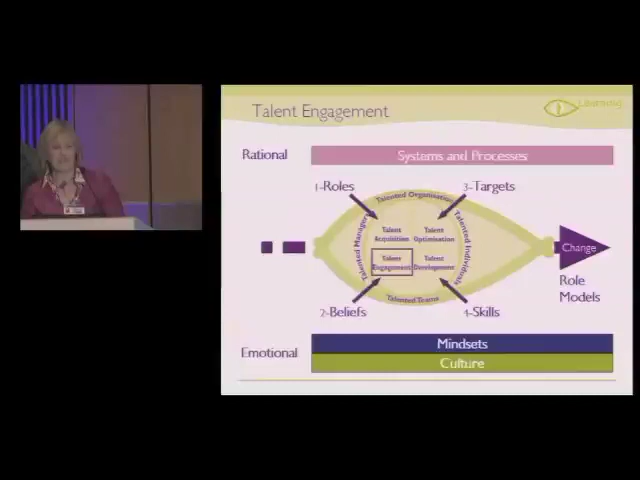 Talent Engagement
Learning
Rational
Systems and Processes
1-Roles
3-Targets
Talented Organisation
Talented Managers
Talented Individuals
Talent Acquisition
Talent Optimisation
Talent Engagement
Talent Development
Talented Teams
Change
Role
Models
2-Beliefs
4-Skills
Emotional
Mindsets
Culture